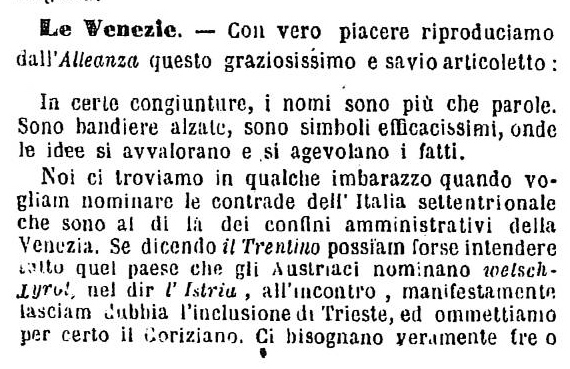 Le Venezie. — Con vero piacere riproduciamo
dall'Alleanza questo graziosissimo e savio articoletto:
In certe congiunture, i nomi sono più che parole.
Sono bandiere alzate, sono simboli efficacissimi, onde
le idee si avvalorano e si agevolano i fatti.
Noi ci troviamo in qualche imbarazzo quando vo-
gliam nominare le contrade dell'Italia settentrionale
che sono al di là dei confini amministrativi della
Venezia. Se dicendo il Trentino possiam forse intendere
tutto quel paese che gli Austriaci nominano welsch-
tyrol, nel dir l'Istria, all'incontro, manifestamente
lasciam dubbia l'inclusione di Trieste, ed ommettiamo
per certo il Goriziano. Ci bisognano veramente tre o